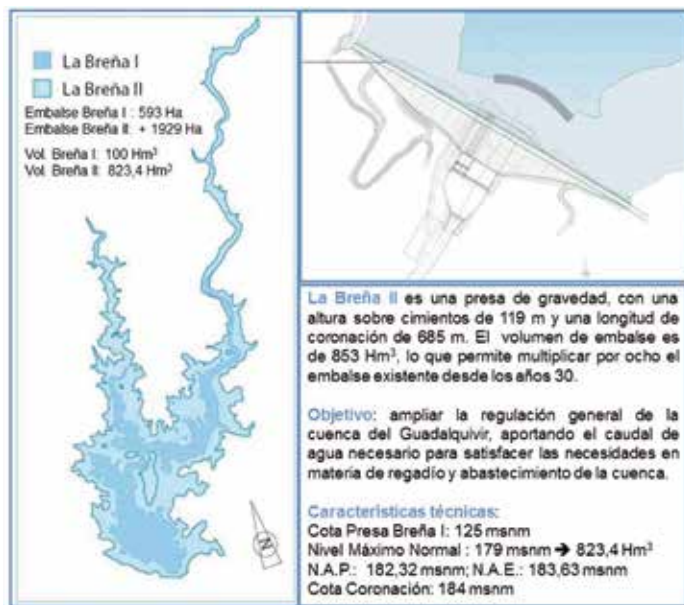 La Breña I
La Breña II
Embalse Breña I : 593 Ha
Embalse Breña II: + 1929 Ha
Vol. Breña I: 100 Hm³
Vol. Breña II: 823,4 Hm³
N
La Breña II es una presa de gravedad, con una
altura sobre cimientos de 119 m y una longitud de
coronación de 685 m. El volumen de embalse es
de 853 Hm³, lo que permite multiplicar por ocho el
embalse existente desde los años 30.
Objetivo: ampliar la regulación general de la
cuenca del Guadalquivir, aportando el caudal de
agua necesario para satisfacer las necesidades en
materia de regadío y abastecimiento de la cuenca.
Características técnicas:
Cota Presa Breña I: 125 msnm
Nivel Máximo Normal : 179 msnm ➔ 823,4 Hm³
N.A.P.: 182,32 msnm; N.A.E.: 183,63 msnm
Cota Coronación: 184 msnm